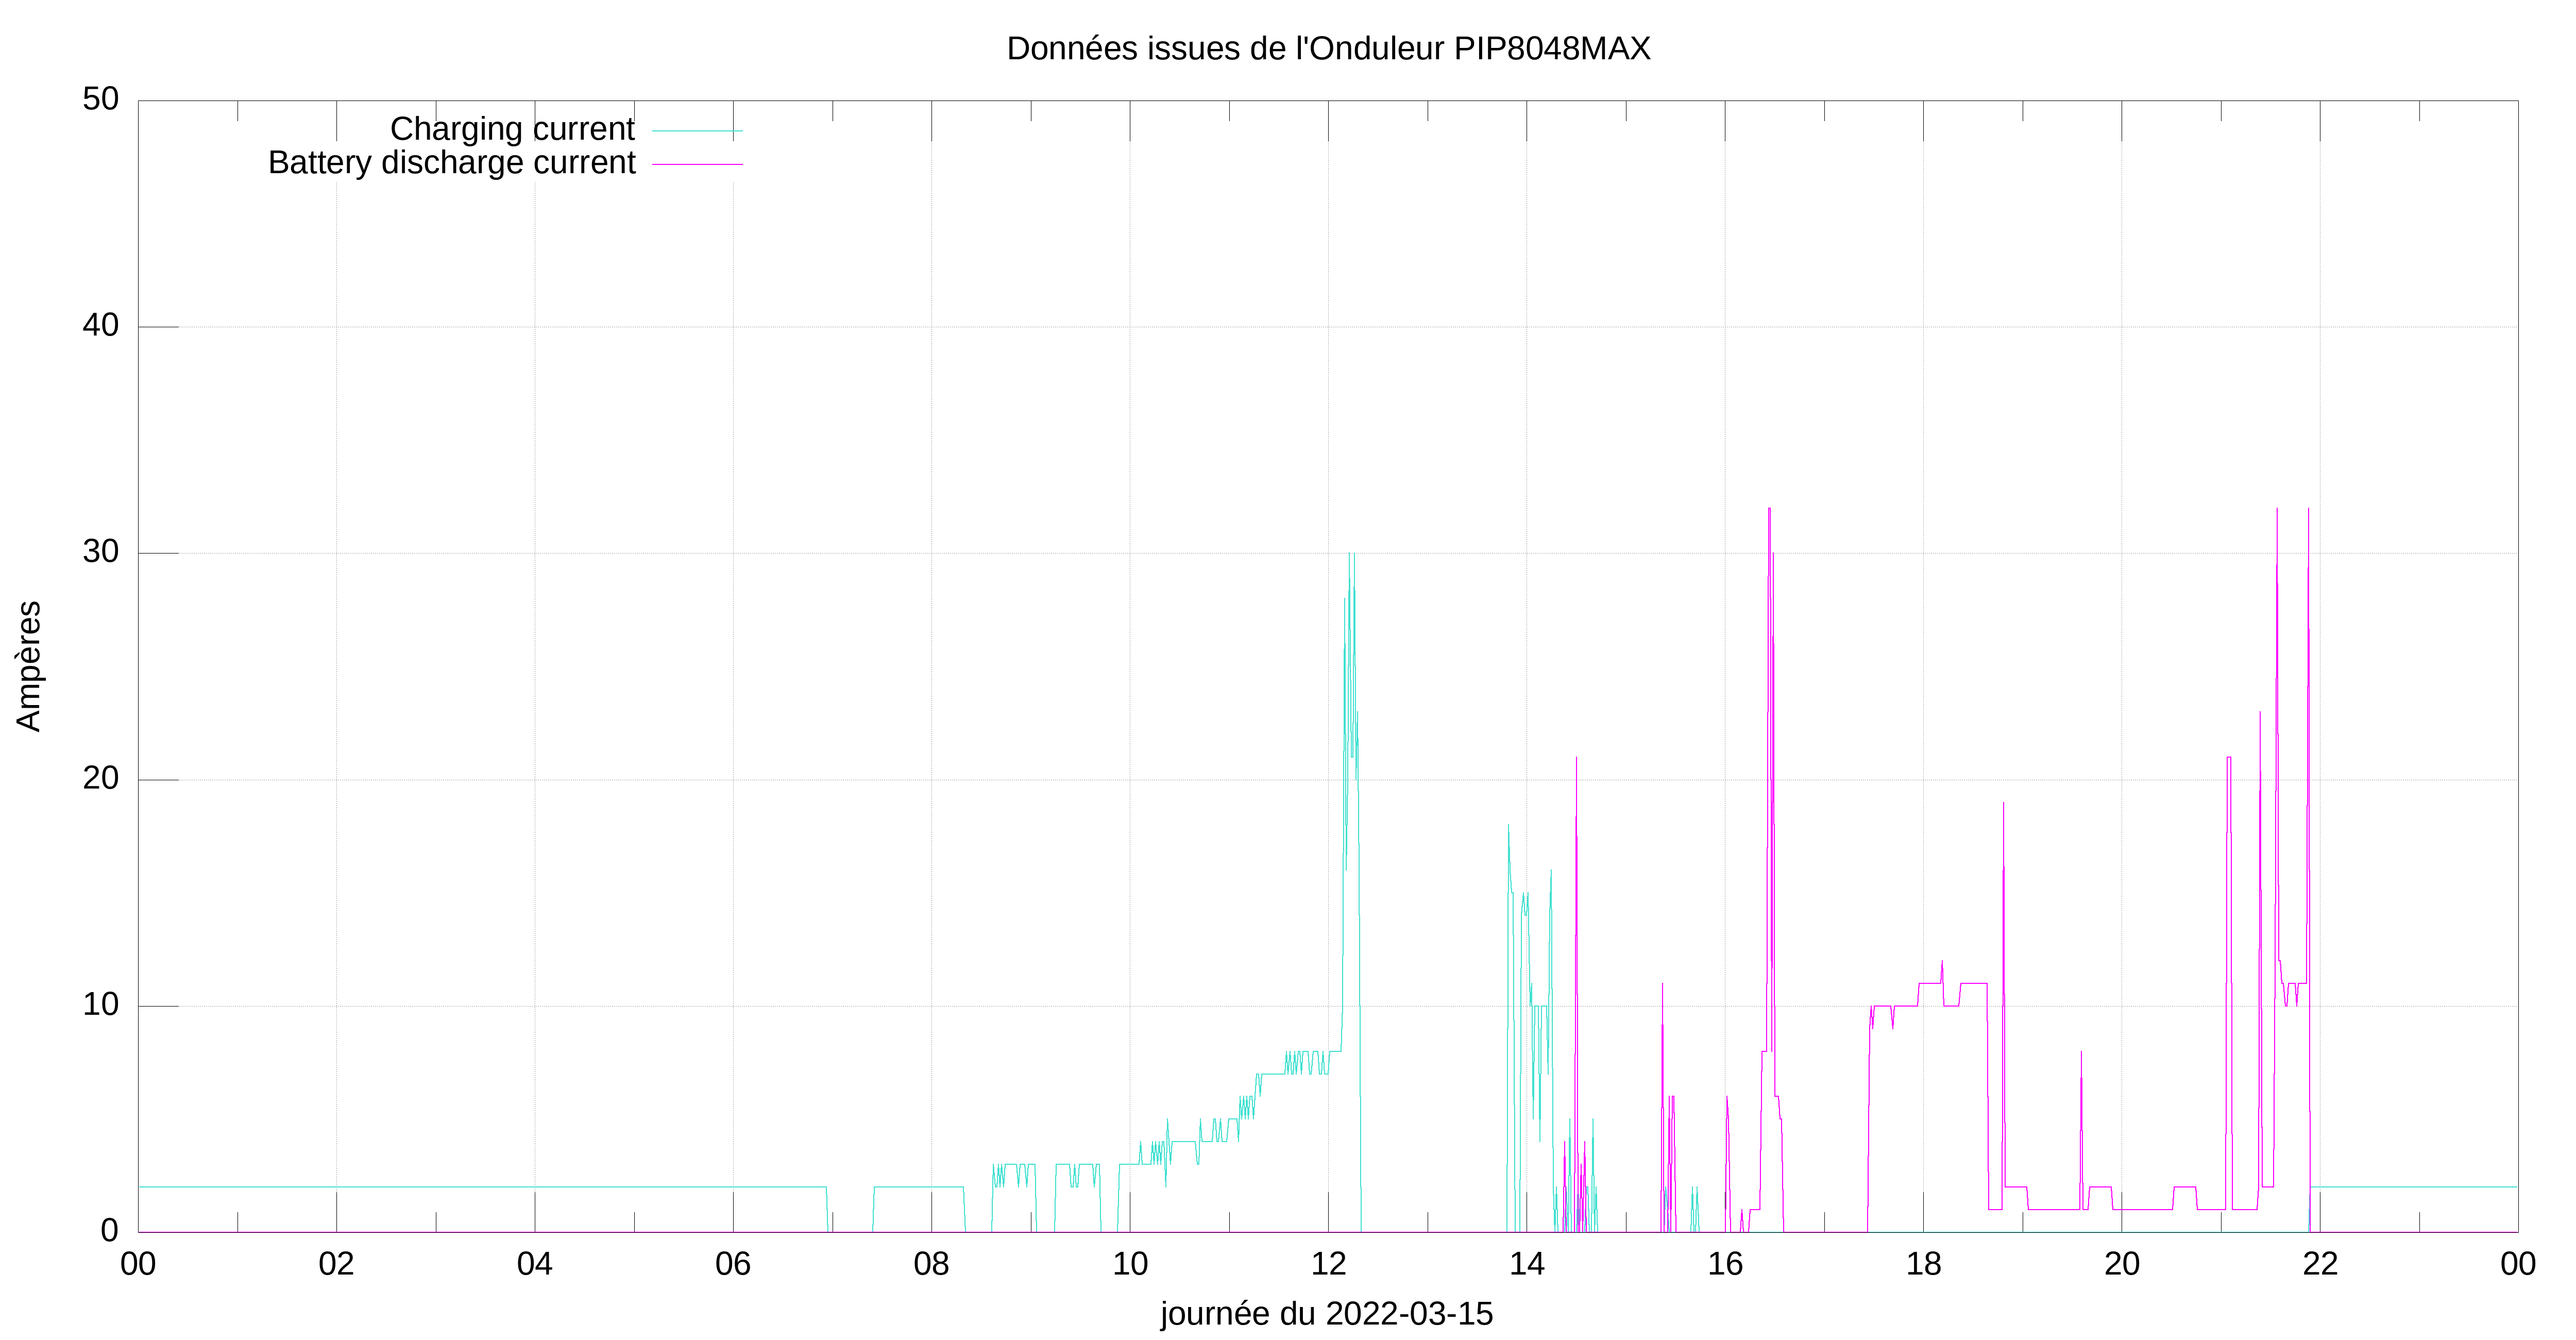 Données issues de l'Onduleur PIP8048MAX
Charging current
Battery discharge current
50
40
30
20
10
0
Ampères
00 02 04 06 08 10 12 14 16 18 20 22 00
journée du 2022-03-15